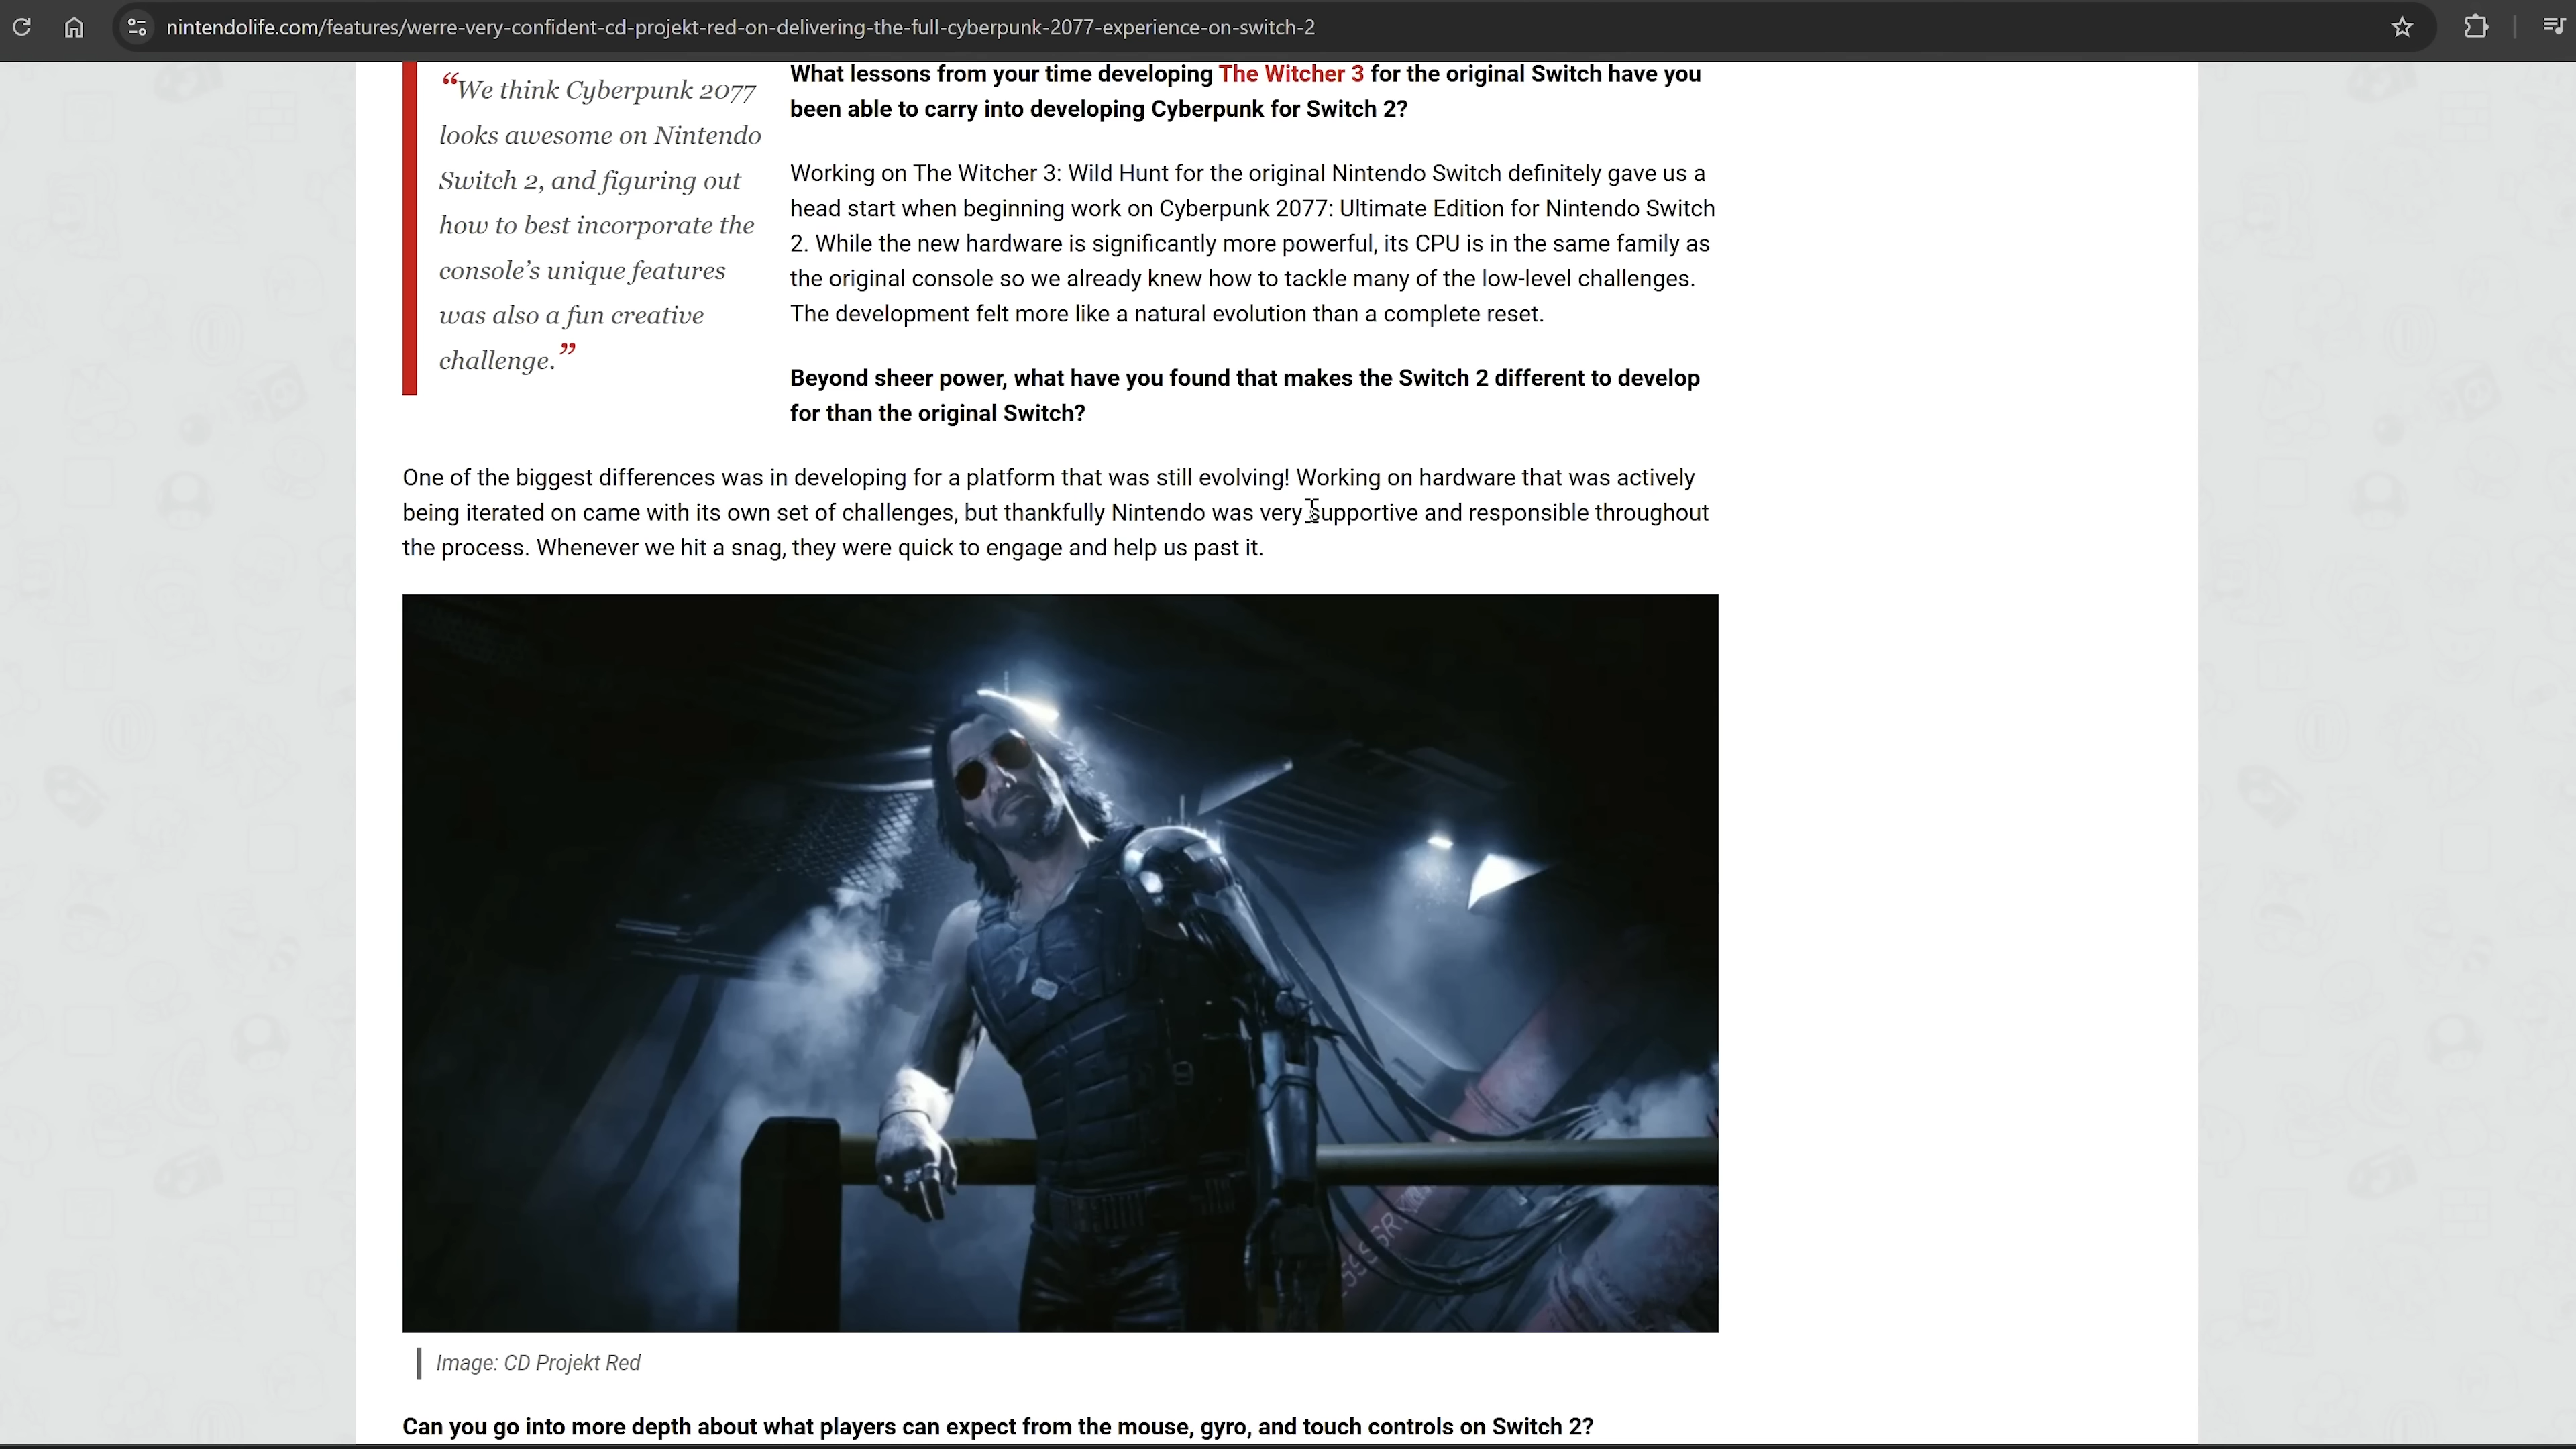 nintendolife.com/features/werre-very-confident-cd-projekt-red-on-delivering-the-full-cyberpunk-2077-experience-on-switch-2
“We think Cyberpunk 2077
looks awesome on Nintendo
Switch 2, and figuring out
how to best incorporate the
console’s unique features
was also a fun creative
challenge.”
What lessons from your time developing The Witcher 3 for the original Switch have you
been able to carry into developing Cyberpunk for Switch 2?
Working on The Witcher 3: Wild Hunt for the original Nintendo Switch definitely gave us a
head start when beginning work on Cyberpunk 2077: Ultimate Edition for Nintendo Switch
2. While the new hardware is significantly more powerful, its CPU is in the same family as
the original console so we already knew how to tackle many of the low-level challenges.
The development felt more like a natural evolution than a complete reset.
Beyond sheer power, what have you found that makes the Switch 2 different to develop
for than the original Switch?
One of the biggest differences was in developing for a platform that was still evolving! Working on hardware that was actively
being iterated on came with its own set of challenges, but thankfully Nintendo was very supportive and responsible throughout
the process. Whenever we hit a snag, they were quick to engage and help us past it.
Image: CD Projekt Red
Can you go into more depth about what players can expect from the mouse, gyro, and touch controls on Switch 2?